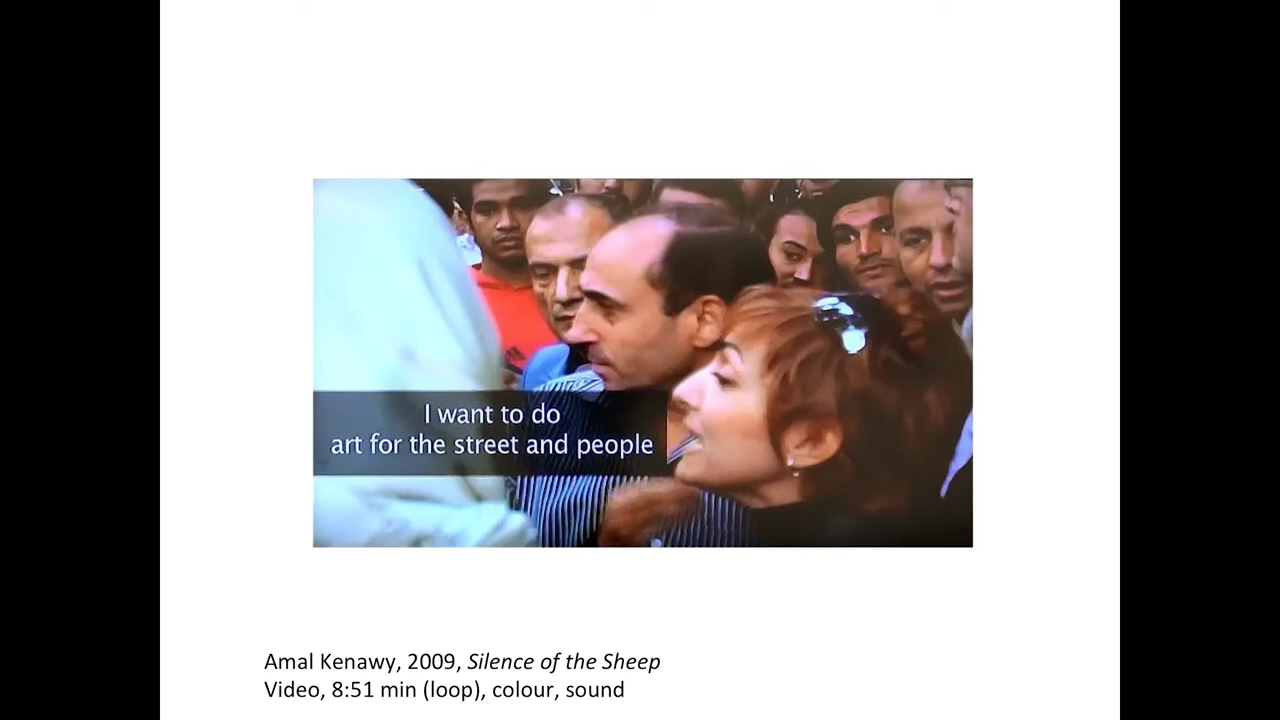 I want to do
art for the street and people
Amal Kenawy, 2009, Silence of the Sheep
Video, 8:51 min (loop), colour, sound